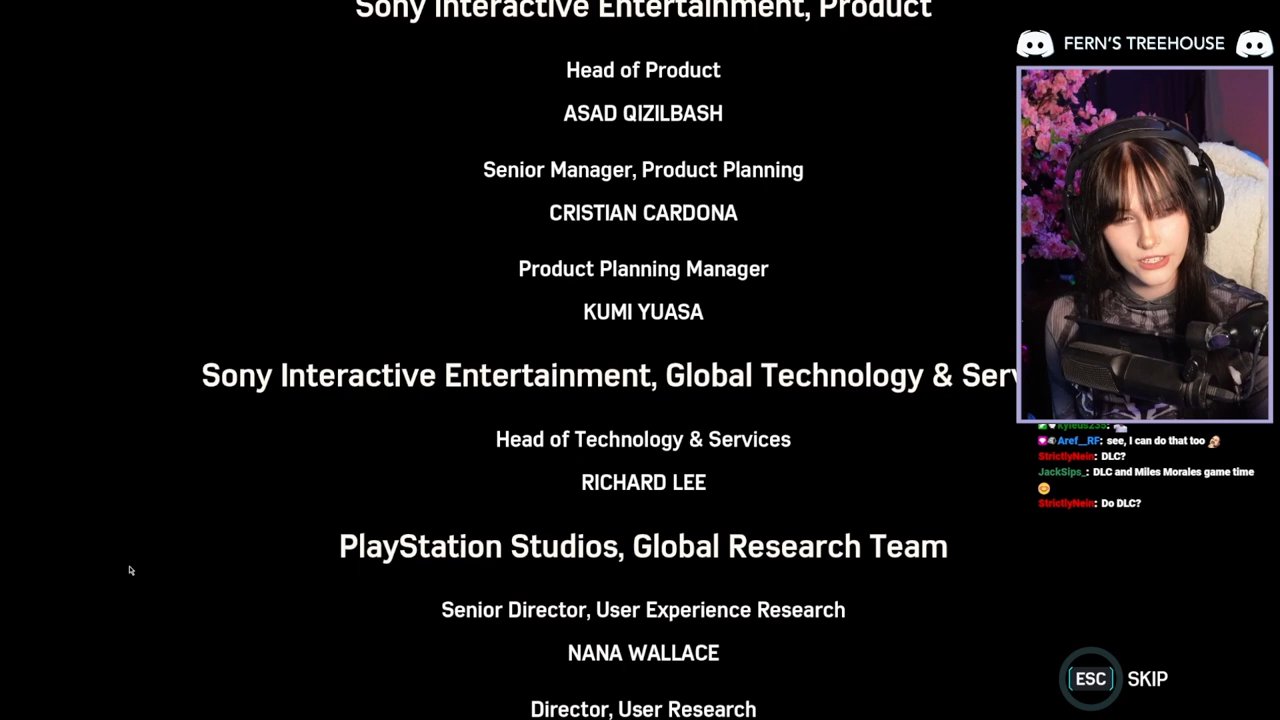 Sony Interactive Entertainment, Product
FERN'S TREEHOUSE
Head of Product
ASAD QIZILBASH
Senior Manager, Product Planning
CRISTIAN CARDONA
Product Planning Manager
KUMI YUASA
Sony Interactive Entertainment, Global Technology & Serv
Head of Technology & Services
RICHARD LEE
PlayStation Studios, Global Research Team
Senior Director, User Experience Research
NANA WALLACE
Director, User Research
kyleus235:
Aref__RF: see, I can do that too
StrictlyNein: DLC?
JackSips_: DLC and Miles Morales game time
StrictlyNein: Do DLC?
ESC SKIP